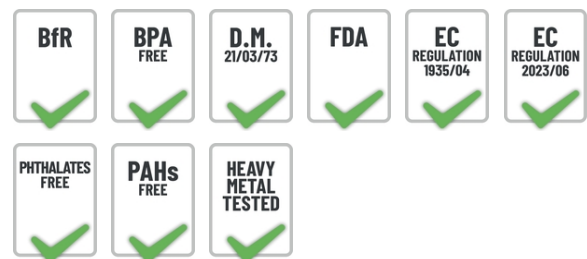 BfR
BPA
FREE
D.M.
21/03/73
FDA
EC
REGULATION
1935/04
EC
REGULATION
2023/06
PHTHALATES
FREE
PAHs
FREE
HEAVY
METAL
TESTED